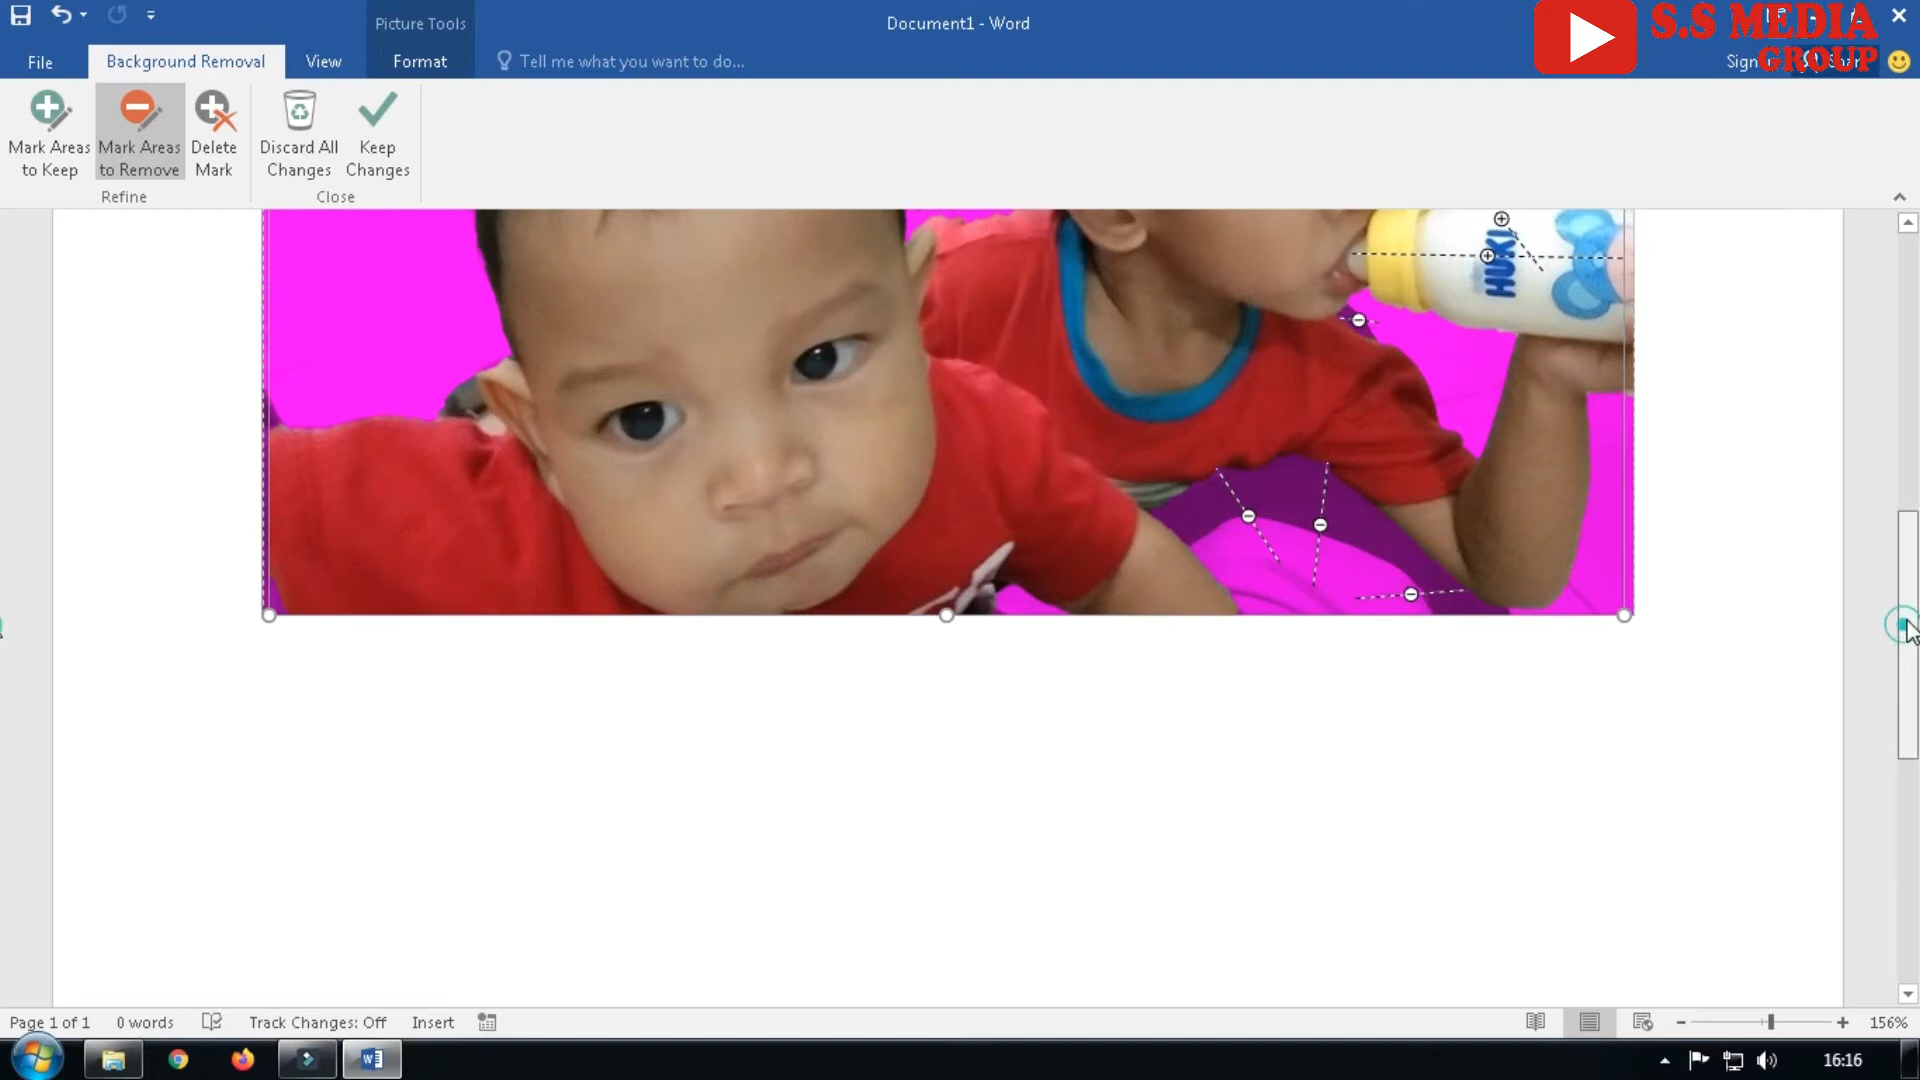 Picture Tools
Document1 - Word
S.S MEDIA
GROUP
File
Background Removal
View
Format
Tell me what you want to do...
Sign
Mark Areas to Keep
Mark Areas to Remove
Delete Mark
Discard All Changes
Keep Changes
Refine
Close
HUKI
Page 1 of 1
0 words
Track Changes: Off
Insert
156%
16:16